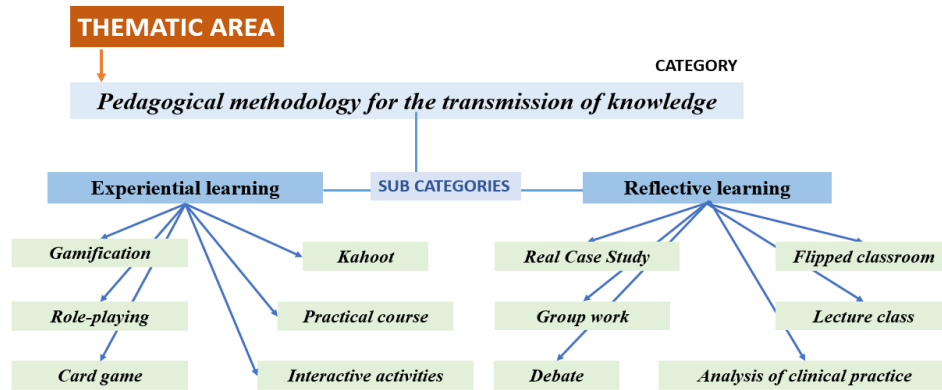 THEMATIC AREA
CATEGORY
Pedagogical methodology for the transmission of knowledge
Experiential learning
SUB CATEGORIES
Reflective learning
Gamification
Kahoot
Real Case Study
Flipped classroom
Role-playing
Practical course
Group work
Lecture class
Card game
Interactive activities
Debate
Analysis of clinical practice